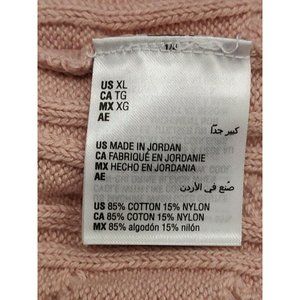 US XL
CA TG
MX XG
AE
كبير جدًا
US MADE IN JORDAN
CA FABRIQUÉ EN JORDANIE
MX HECHO EN JORDANIA
AE
صنع في الأردن
US 85% COTTON 15% NYLON
CA 85% COTON 15% NYLON
MX 85% algodón 15% nilón